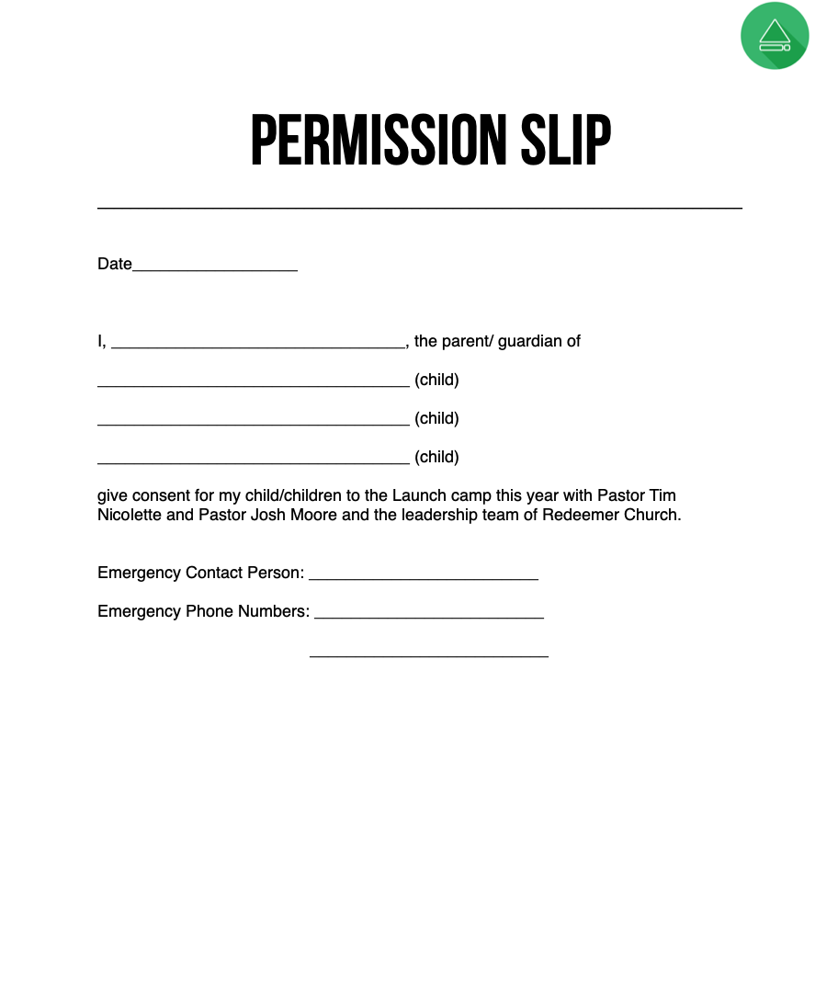 PERMISSION SLIP
Date__________________
I, ________________________________, the parent/ guardian of
__________________________________ (child)
__________________________________ (child)
__________________________________ (child)
give consent for my child/children to the Launch camp this year with Pastor Tim
Nicolette and Pastor Josh Moore and the leadership team of Redeemer Church.
Emergency Contact Person: _________________________
Emergency Phone Numbers: _________________________
__________________________